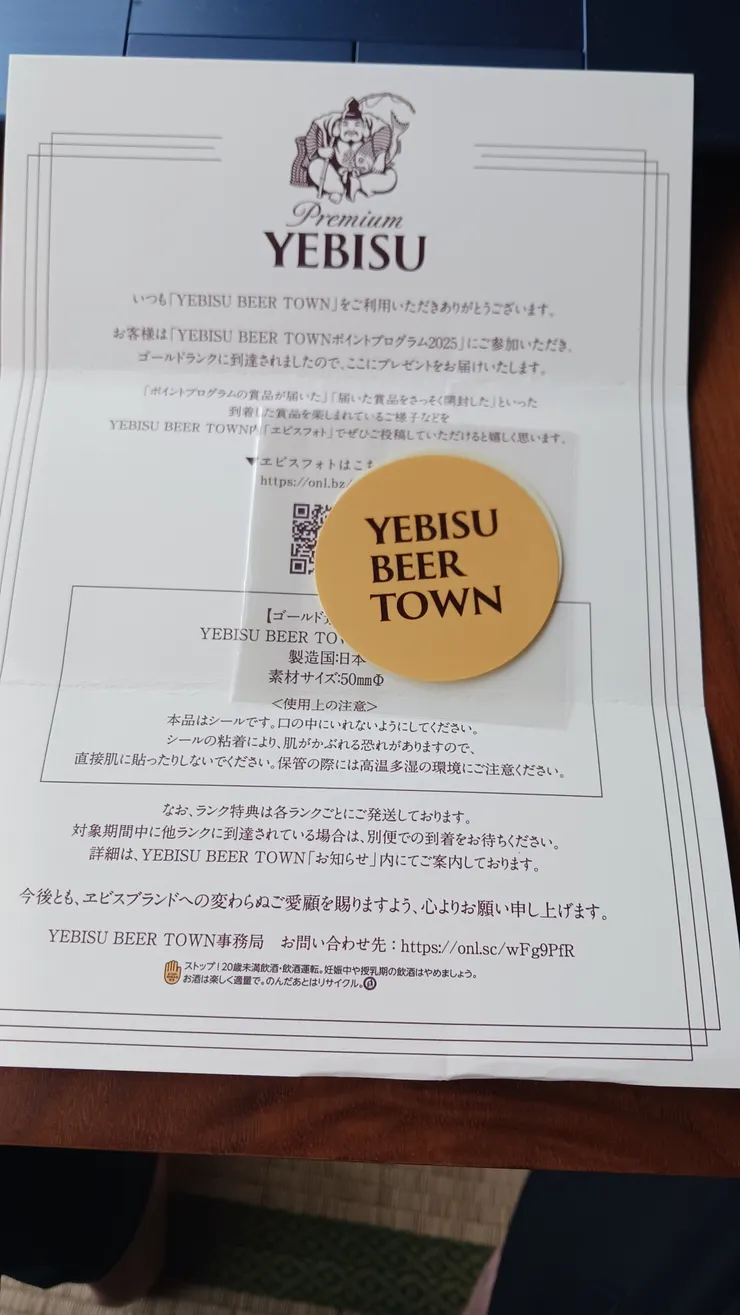 Premium
YEBISU
いつも「YEBISU BEER TOWN」をご利用いただきありがとうございます。
お客様は「YEBISU BEER TOWNポイントプログラム2025」にご参加いただき、
ゴールドランクに到達されましたので、ここにプレゼントをお届けいたします。
「ポイントプログラムの賞品が届いた」「届いた賞品をさっそく開封した」といった
到着した賞品を楽しまれているご様子などを
YEBISU BEER TOWN内「ヱビスフォト」でぜひご投稿していただけると嬉しく思います。
▼ヱビスフォトはこち
https://onl.bz/
YEBISU
BEER
TOWN
【ゴールド
YEBISU BEER TOW
製造国:日本
素材サイズ:50mmΦ
＜使用上の注意＞
本品はシールです。口の中にいれないようにしてください。
シールの粘着により、肌がかぶれる恐れがありますので、
直接肌に貼ったりしないでください。保管の際には高温多湿の環境にご注意ください。
なお、ランク特典は各ランクごとにご発送しております。
対象期間中に他ランクに到達されている場合は、別便での到着をお待ちください。
詳細は、YEBISU BEER TOWN「お知らせ」内にてご案内しております。
今後とも、ヱビスブランドへの変わらぬご愛顧を賜りますよう、心よりお願い申し上げます。
YEBISU BEER TOWN事務局　お問い合わせ先：https://onl.sc/wFg9PfR
ストップ！20歳未満飲酒・飲酒運転。妊娠中や授乳期の飲酒はやめましょう。
お酒は楽しく適量で。のんだあとはリサイクル。